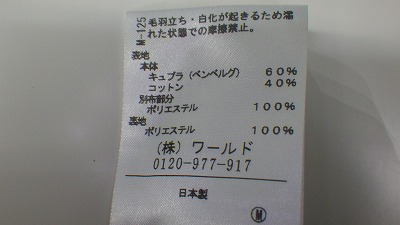 M-125
毛羽立ち・白化が起きるため濡
れた状態での摩擦禁止。
表地
本体
キュプラ（ベンベルグ） 60%
コットン 40%
別布部分
ポリエステル 100%
裏地
ポリエステル 100%
（株）ワールド
0120-977-917
日本製
M